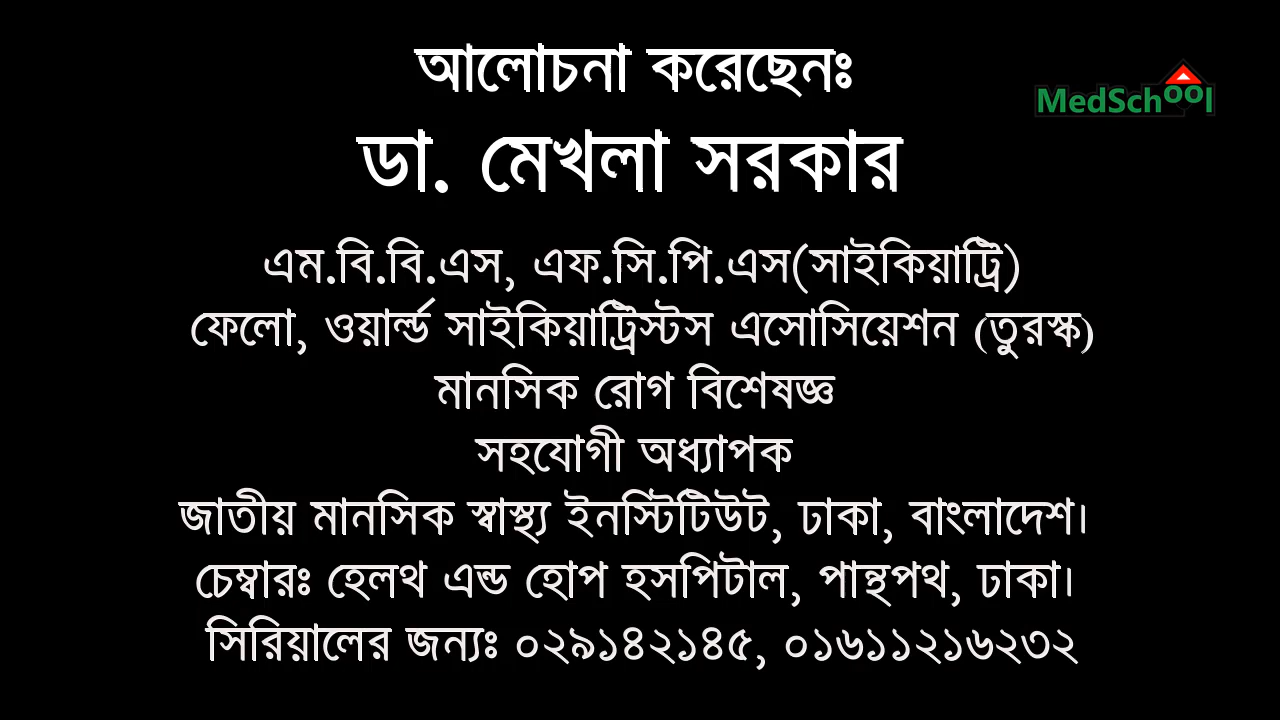 আলোচনা করেছেনঃ
MedSchool
ডা. মেখলা সরকার
এম.বি.বি.এস, এফ.সি.পি.এস(সাইকিয়াট্রি)
ফেলো, ওয়ার্ল্ড সাইকিয়াট্রিস্টস এসোসিয়েশন (তুরস্ক)
মানসিক রোগ বিশেষজ্ঞ
সহযোগী অধ্যাপক
জাতীয় মানসিক স্বাস্থ্য ইনস্টিটিউট, ঢাকা, বাংলাদেশ।
চেম্বারঃ হেলথ এন্ড হোপ হসপিটাল, পান্থপথ, ঢাকা।
সিরিয়ালের জন্যঃ ০২৯১৪২১৪৫, ০১৬১১২১৬২৩২